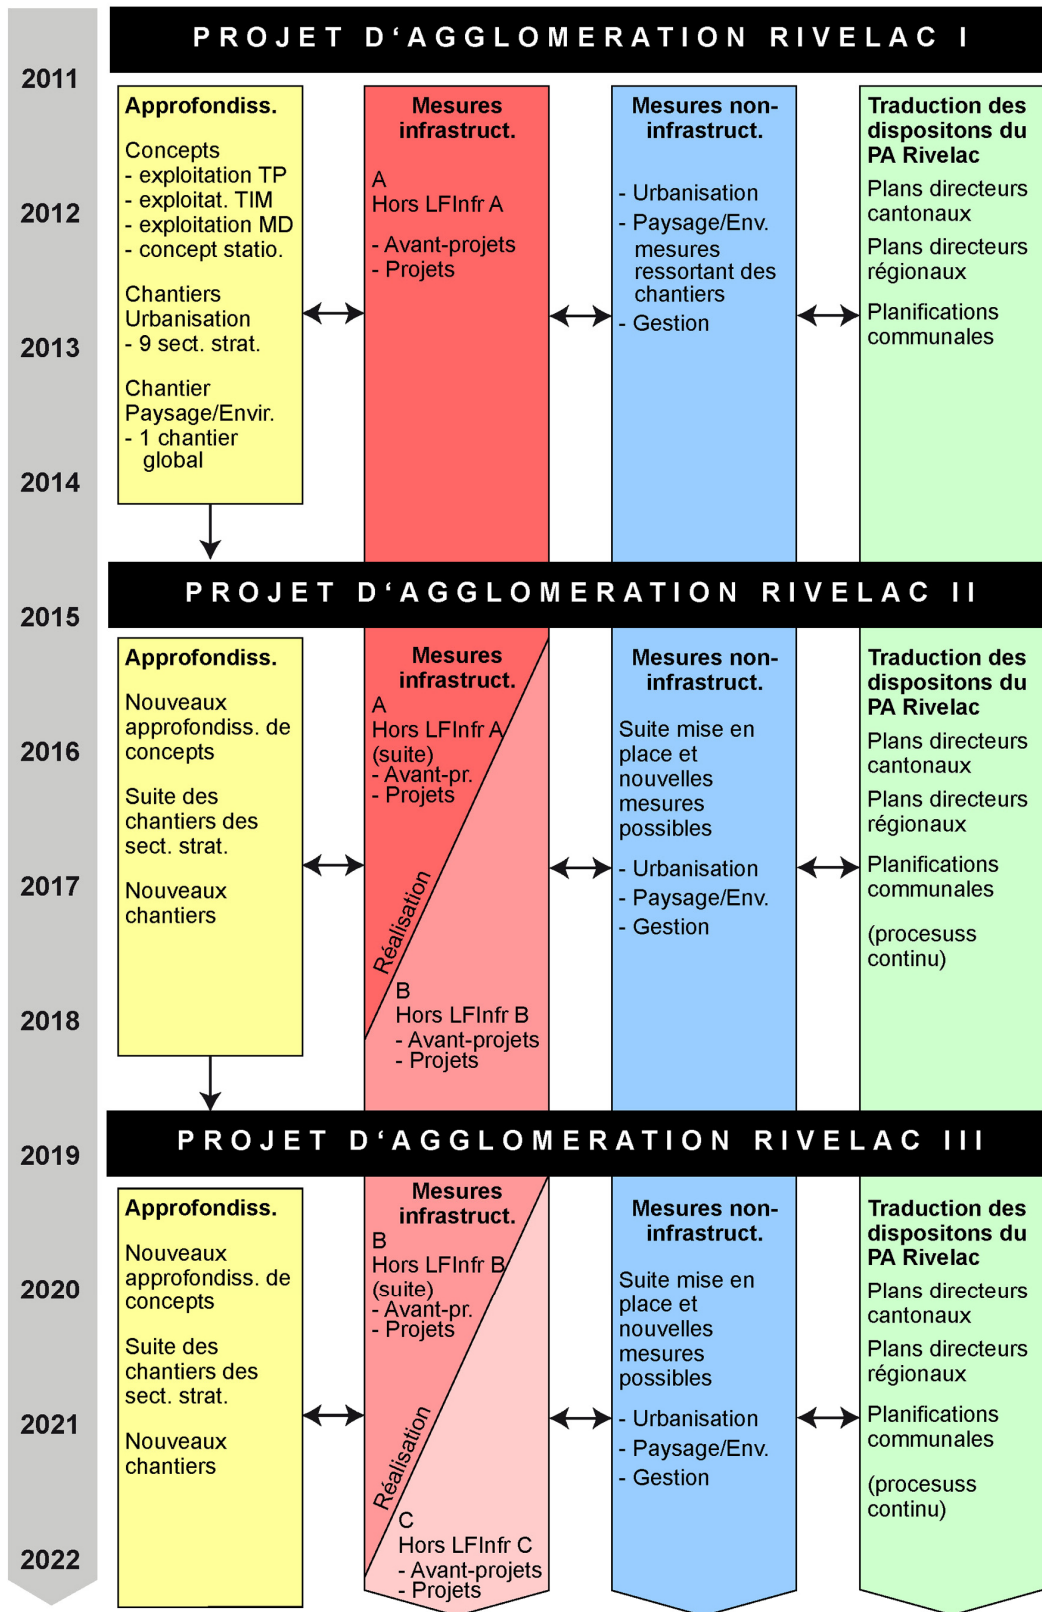 PROJET D‘AGGLOMERATION RIVELAC I
2011
2012
2013
2014
2015
2016
2017
2018
2019
2020
2021
2022
Approfondiss.
Concepts
- exploitation TP
- exploitat. TIM
- exploitation MD
- concept statio.
Chantiers
Urbanisation
- 9 sect. strat.
Chantier
Paysage/Envir.
- 1 chantier
global
Mesures
infrastruct.
A
Hors LFInfr A
- Avant-projets
- Projets
Mesures non-
infrastruct.
- Urbanisation
- Paysage/Env.
mesures
ressortant des
chantiers
- Gestion
Traduction des
dispositons du
PA Rivelac
Plans directeurs
cantonaux
Plans directeurs
régionaux
Planifications
communales
PROJET D‘AGGLOMERATION RIVELAC II
Approfondiss.
Nouveaux
approfondiss. de
concepts
Suite des
chantiers des
sect. strat.
Nouveaux
chantiers
Mesures
infrastruct.
A
Hors LFInfr A
(suite)
- Avant-pr.
- Projets
Réalisation
B
Hors LFInfr B
- Avant-projets
- Projets
Mesures non-
infrastruct.
Suite mise en
place et
nouvelles
mesures
possibles
- Urbanisation
- Paysage/Env.
- Gestion
Traduction des
dispositons du
PA Rivelac
Plans directeurs
cantonaux
Plans directeurs
régionaux
Planifications
communales
(procesuss
continu)
PROJET D‘AGGLOMERATION RIVELAC III
Approfondiss.
Nouveaux
approfondiss. de
concepts
Suite des
chantiers des
sect. strat.
Nouveaux
chantiers
Mesures
infrastruct.
B
Hors LFInfr B
(suite)
- Avant-pr.
- Projets
Réalisation
C
Hors LFInfr C
- Avant-projets
- Projets
Mesures non-
infrastruct.
Suite mise en
place et
nouvelles
mesures
possibles
- Urbanisation
- Paysage/Env.
- Gestion
Traduction des
dispositons du
PA Rivelac
Plans directeurs
cantonaux
Plans directeurs
régionaux
Planifications
communales
(procesuss
continu)